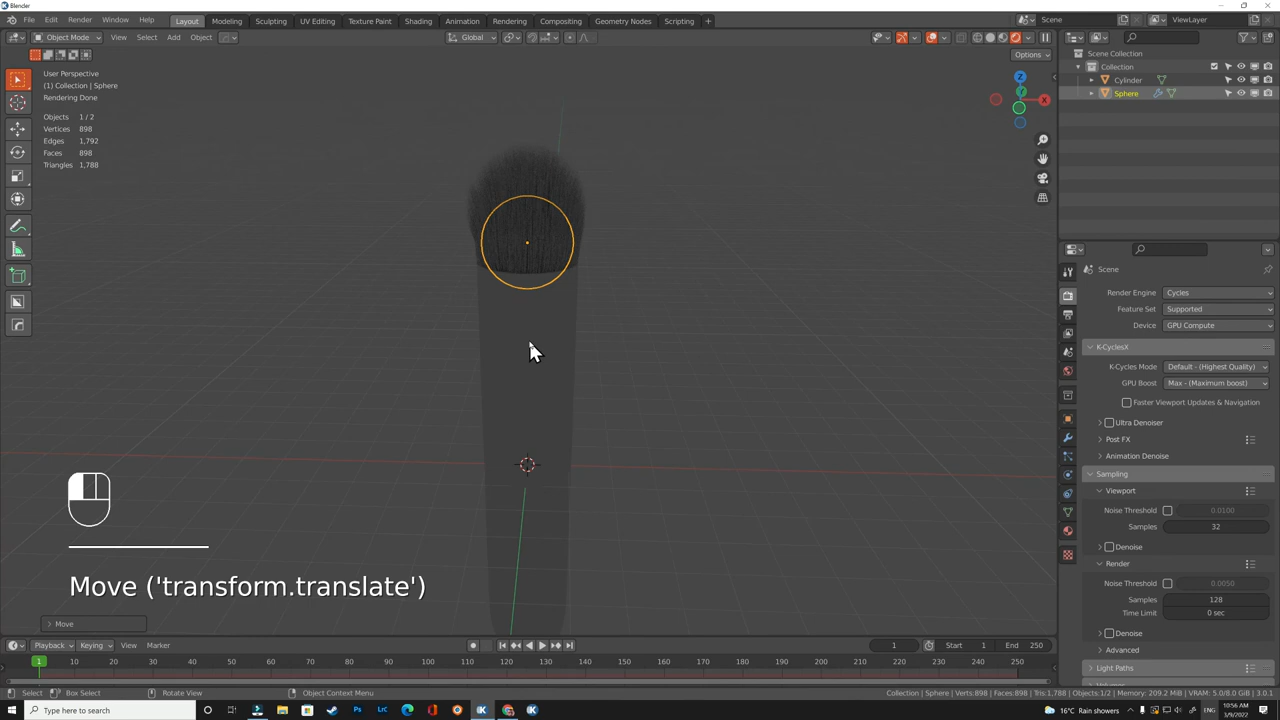 Blender
File Edit Render Window Help
Layout Modeling Sculpting UV Editing Texture Paint Shading Animation Rendering Compositing Geometry Nodes Scripting +
Scene
ViewLayer
Object Mode View Select Add Object
Global
Options
User Perspective
(1) Collection | Sphere
Rendering Done
Objects 1 / 2
Vertices 898
Edges 1,792
Faces 898
Triangles 1,788
Z
X
Scene Collection
Collection
Cylinder
Sphere
Scene
Render Engine Cycles
Feature Set Supported
Device GPU Compute
K-CyclesX
K-Cycles Mode Default - (Highest Quality)
GPU Boost Max - (Maximum boost)
Faster Viewport Updates & Navigation
Ultra Denoiser
Post FX
Animation Denoise
Sampling
Viewport
Noise Threshold 0.0100
Samples 32
Denoise
Render
Noise Threshold 0.0050
Samples 128
Time Limit 0 sec
Denoise
Advanced
Light Paths
Move ('transform.translate')
Move
Playback Keying View Marker
1 Start 1 End 250
1 10 20 30 40 50 60 70 80 90 100 110 120 130 140 150 160 170 180 190 200 210 220 230 240 250
Select Box Select Rotate View Object Context Menu
Collection | Sphere | Verts:898 | Faces:898 | Tris:1,788 | Objects:1/2 | Memory: 209.2 MiB | VRAM: 5.0/8.0 GiB | 3.0.1
Type here to search
Ps
Lrc
16°C Rain showers
10:56 AM
3/9/2022